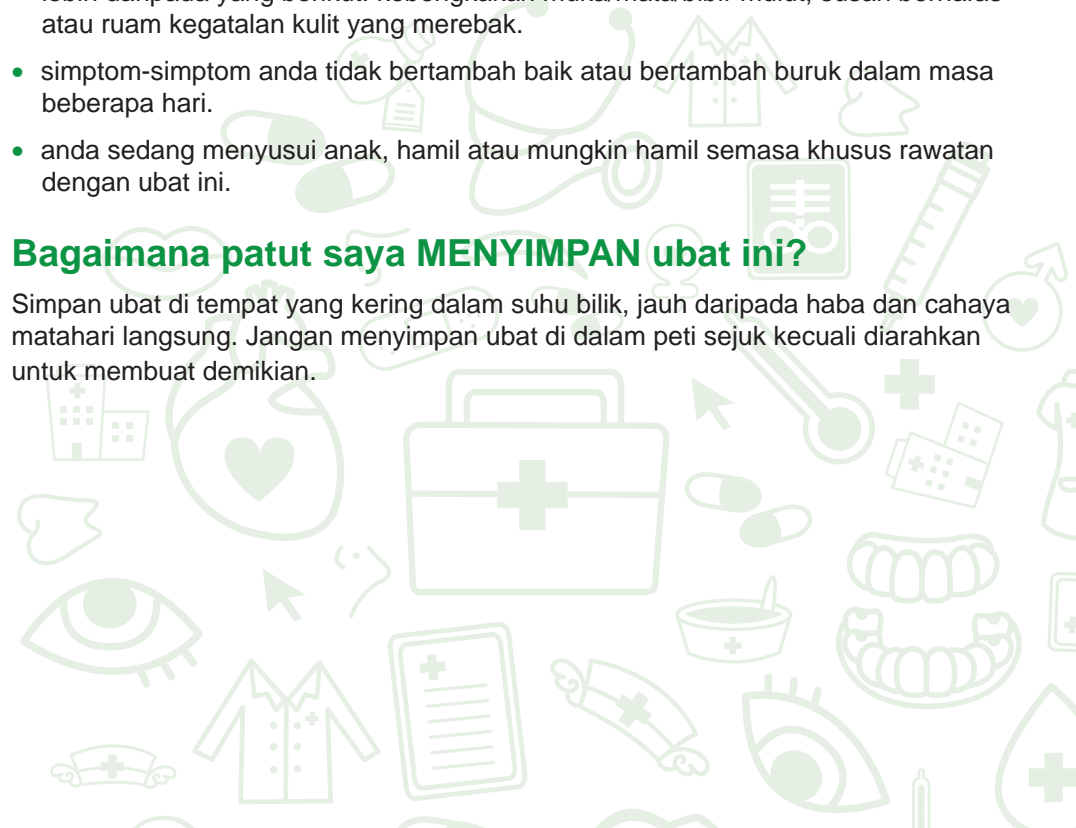 atau ruam kegatalan kulit yang merebak.
• simptom-simptom anda tidak bertambah baik atau bertambah buruk dalam masa
beberapa hari.
• anda sedang menyusui anak, hamil atau mungkin hamil semasa khusus rawatan
dengan ubat ini.
Bagaimana patut saya MENYIMPAN ubat ini?
Simpan ubat di tempat yang kering dalam suhu bilik, jauh daripada haba dan cahaya
matahari langsung. Jangan menyimpan ubat di dalam peti sejuk kecuali diarahkan
untuk membuat demikian.